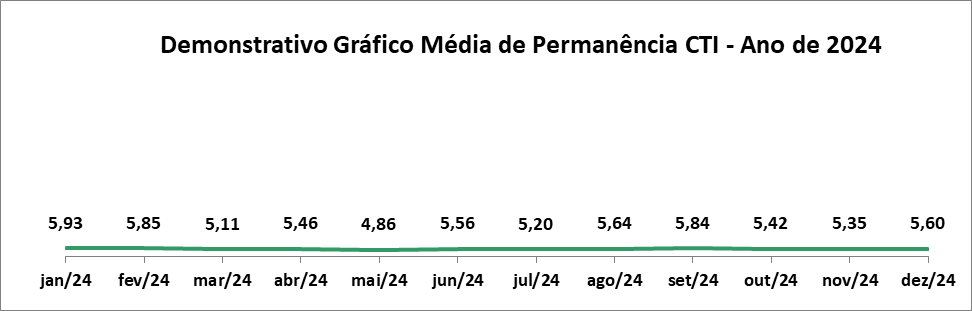 Demonstrativo Gráfico Média de Permanência CTI - Ano de 2024
5,93 5,85 5,11 5,46 4,86 5,56 5,20 5,64 5,84 5,42 5,35 5,60
jan/24 fev/24 mar/24 abr/24 mai/24 jun/24 jul/24 ago/24 set/24 out/24 nov/24 dez/24